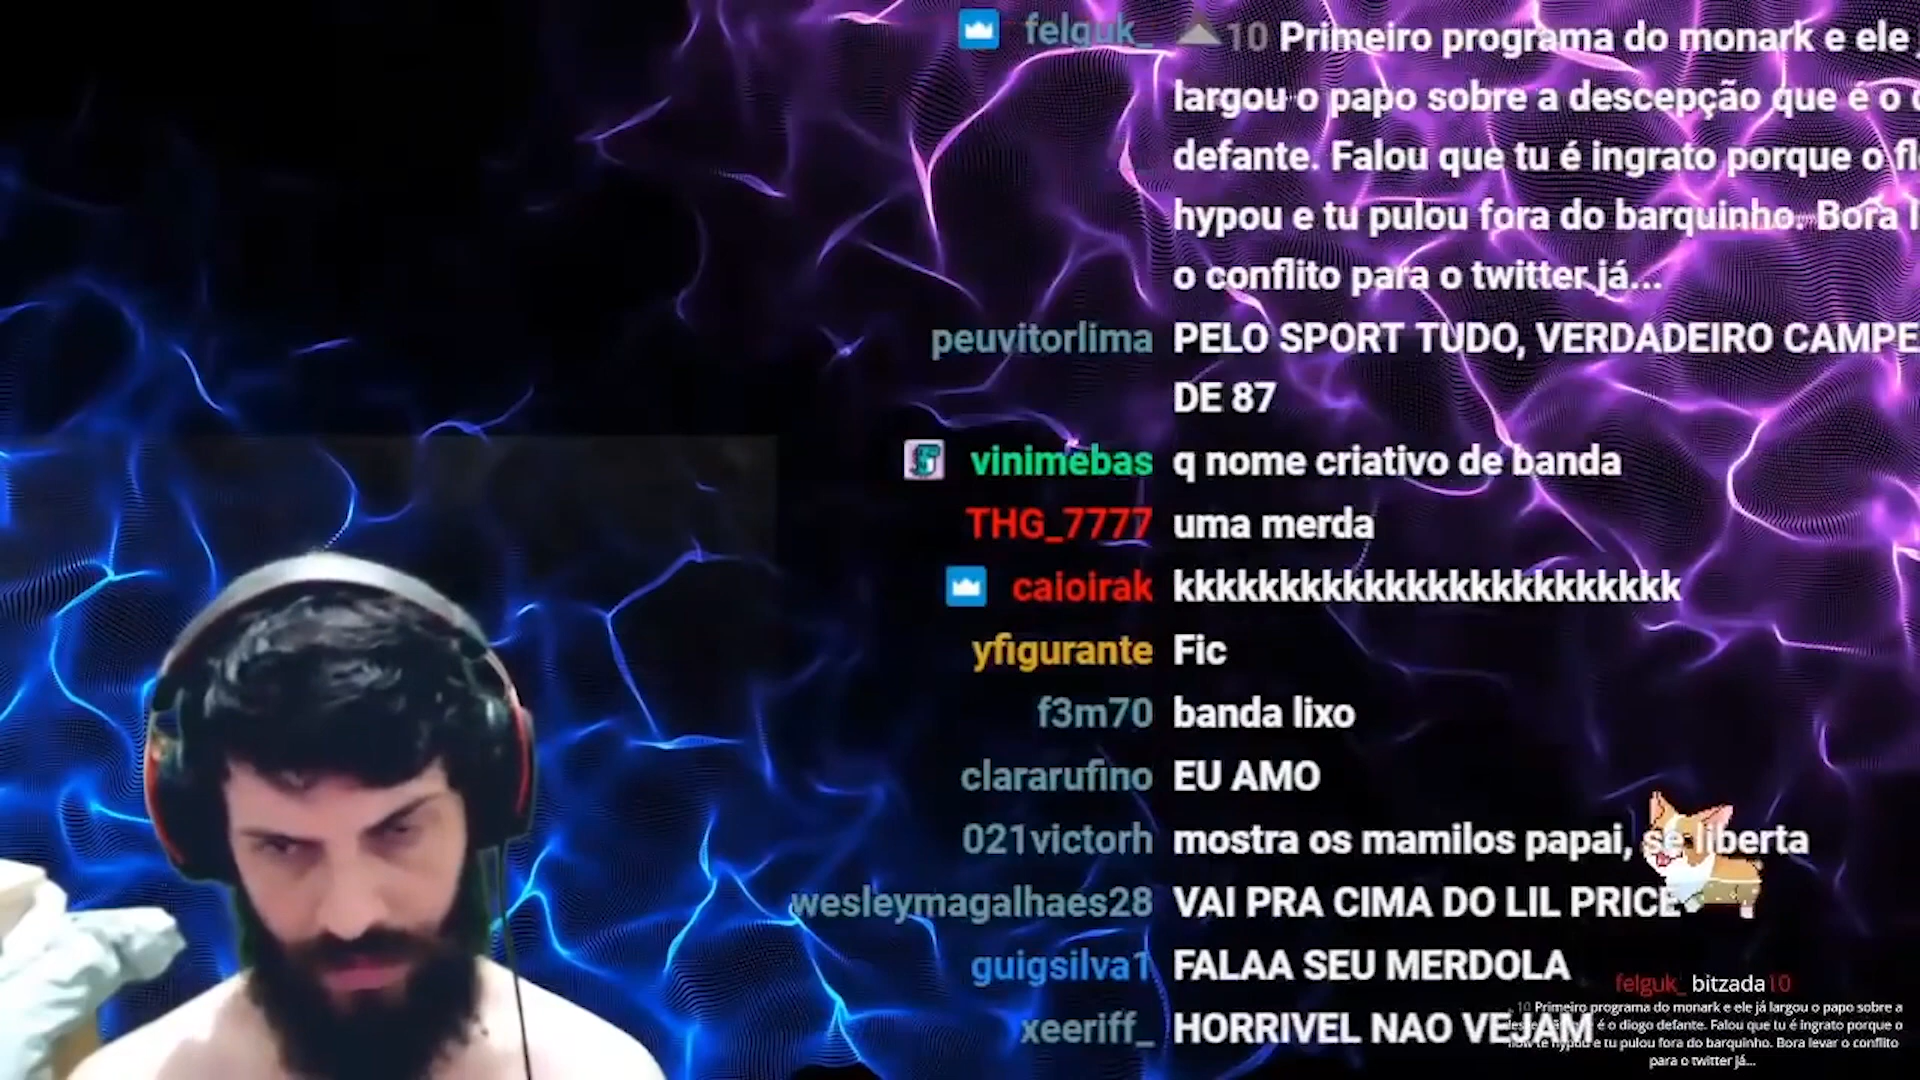 felguk_ 10 Primeiro programa do monark e ele
largou o papo sobre a descepção que é o
defante. Falou que tu é ingrato porque o
hypou e tu pulou fora do barquinho. Bora
o conflito para o twitter já...
peuvitorlima PELO SPORT TUDO, VERDADEIRO CAMPE
DE 87
vinimebas q nome criativo de banda
THG_7777 uma merda
caioirak kkkkkkkkkkkkkkkkkkkkkkkk
yfigurante Fic
f3m70 banda lixo
clararufino EU AMO
021victorh mostra os mamilos papai, se liberta
wesleymagalhaes28 VAI PRA CIMA DO LIL PRICE
guigsilva1 FALAA SEU MERDOLA
xeeriff_ HORRIVEL NAO VEJAM
felguk_ bitzada10
10 Primeiro programa do monark e ele já largou o papo sobre a
é o diogo defante. Falou que tu é ingrato porque o
e tu pulou fora do barquinho. Bora levar o conflito
para o twitter já...